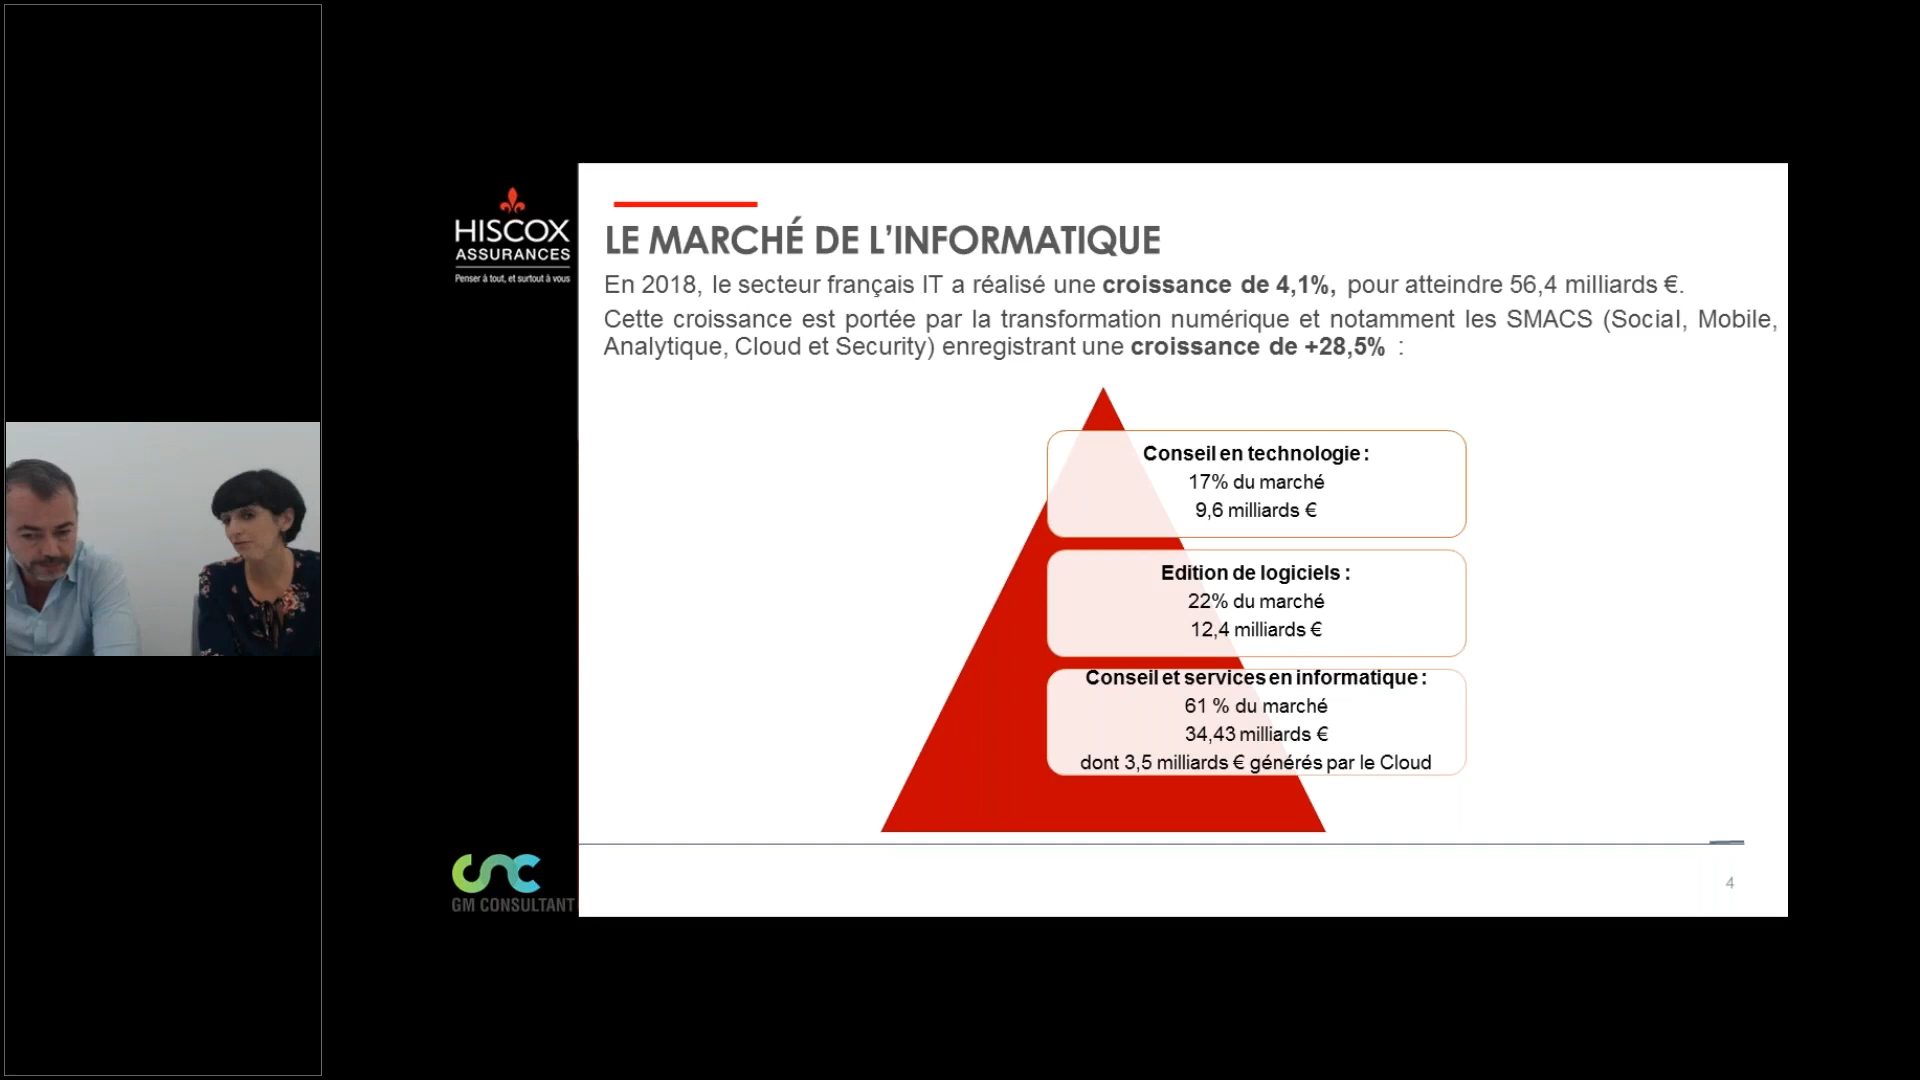 HISCOX
ASSURANCES
Penser à tout, et surtout à vous
LE MARCHÉ DE L’INFORMATIQUE
En 2018, le secteur français IT a réalisé une croissance de 4,1%, pour atteindre 56,4 milliards €.
Cette croissance est portée par la transformation numérique et notamment les SMACS (Social, Mobile,
Analytique, Cloud et Security) enregistrant une croissance de +28,5% :
Conseil en technologie :
17% du marché
9,6 milliards €
Edition de logiciels :
22% du marché
12,4 milliards €
Conseil et services en informatique :
61 % du marché
34,43 milliards €
dont 3,5 milliards € générés par le Cloud
GM CONSULTANT
4